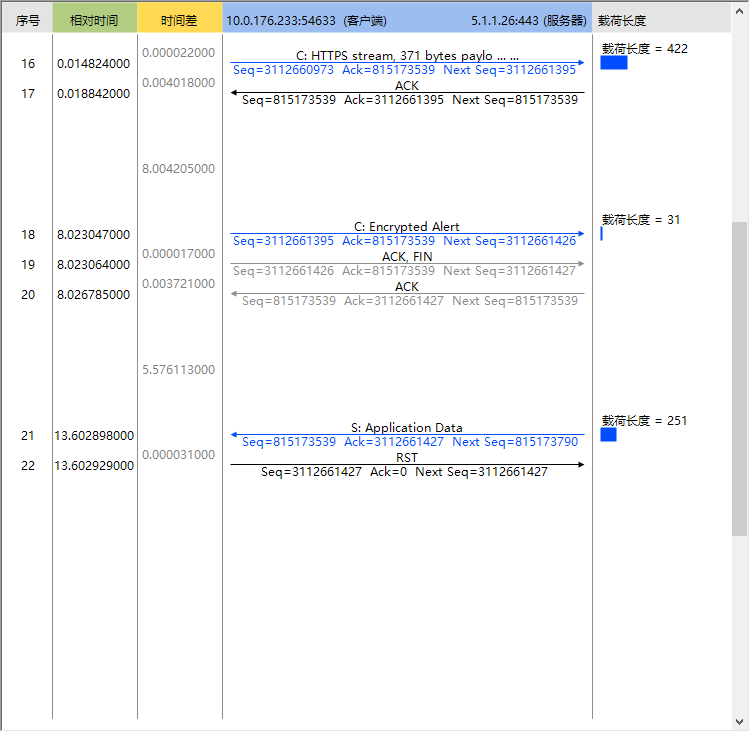 序号 相对时间 时间差 10.0.176.233:54633 (客户端) 5.1.1.26:443 (服务器) 载荷长度
0.000022000
16 0.014824000 C: HTTPS stream, 371 bytes paylo ... ... 载荷长度 = 422
Seq=3112660973 Ack=815173539 Next Seq=3112661395
0.004018000
17 0.018842000 ACK
Seq=815173539 Ack=3112661395 Next Seq=815173539
8.004205000
18 8.023047000 C: Encrypted Alert 载荷长度 = 31
Seq=3112661395 Ack=815173539 Next Seq=3112661426
0.000017000
19 8.023064000 ACK, FIN
Seq=3112661426 Ack=815173539 Next Seq=3112661427
0.003721000
20 8.026785000 ACK
Seq=815173539 Ack=3112661427 Next Seq=815173539
5.576113000
21 13.602898000 S: Application Data 载荷长度 = 251
Seq=815173539 Ack=3112661427 Next Seq=815173790
0.000031000
22 13.602929000 RST
Seq=3112661427 Ack=0 Next Seq=3112661427